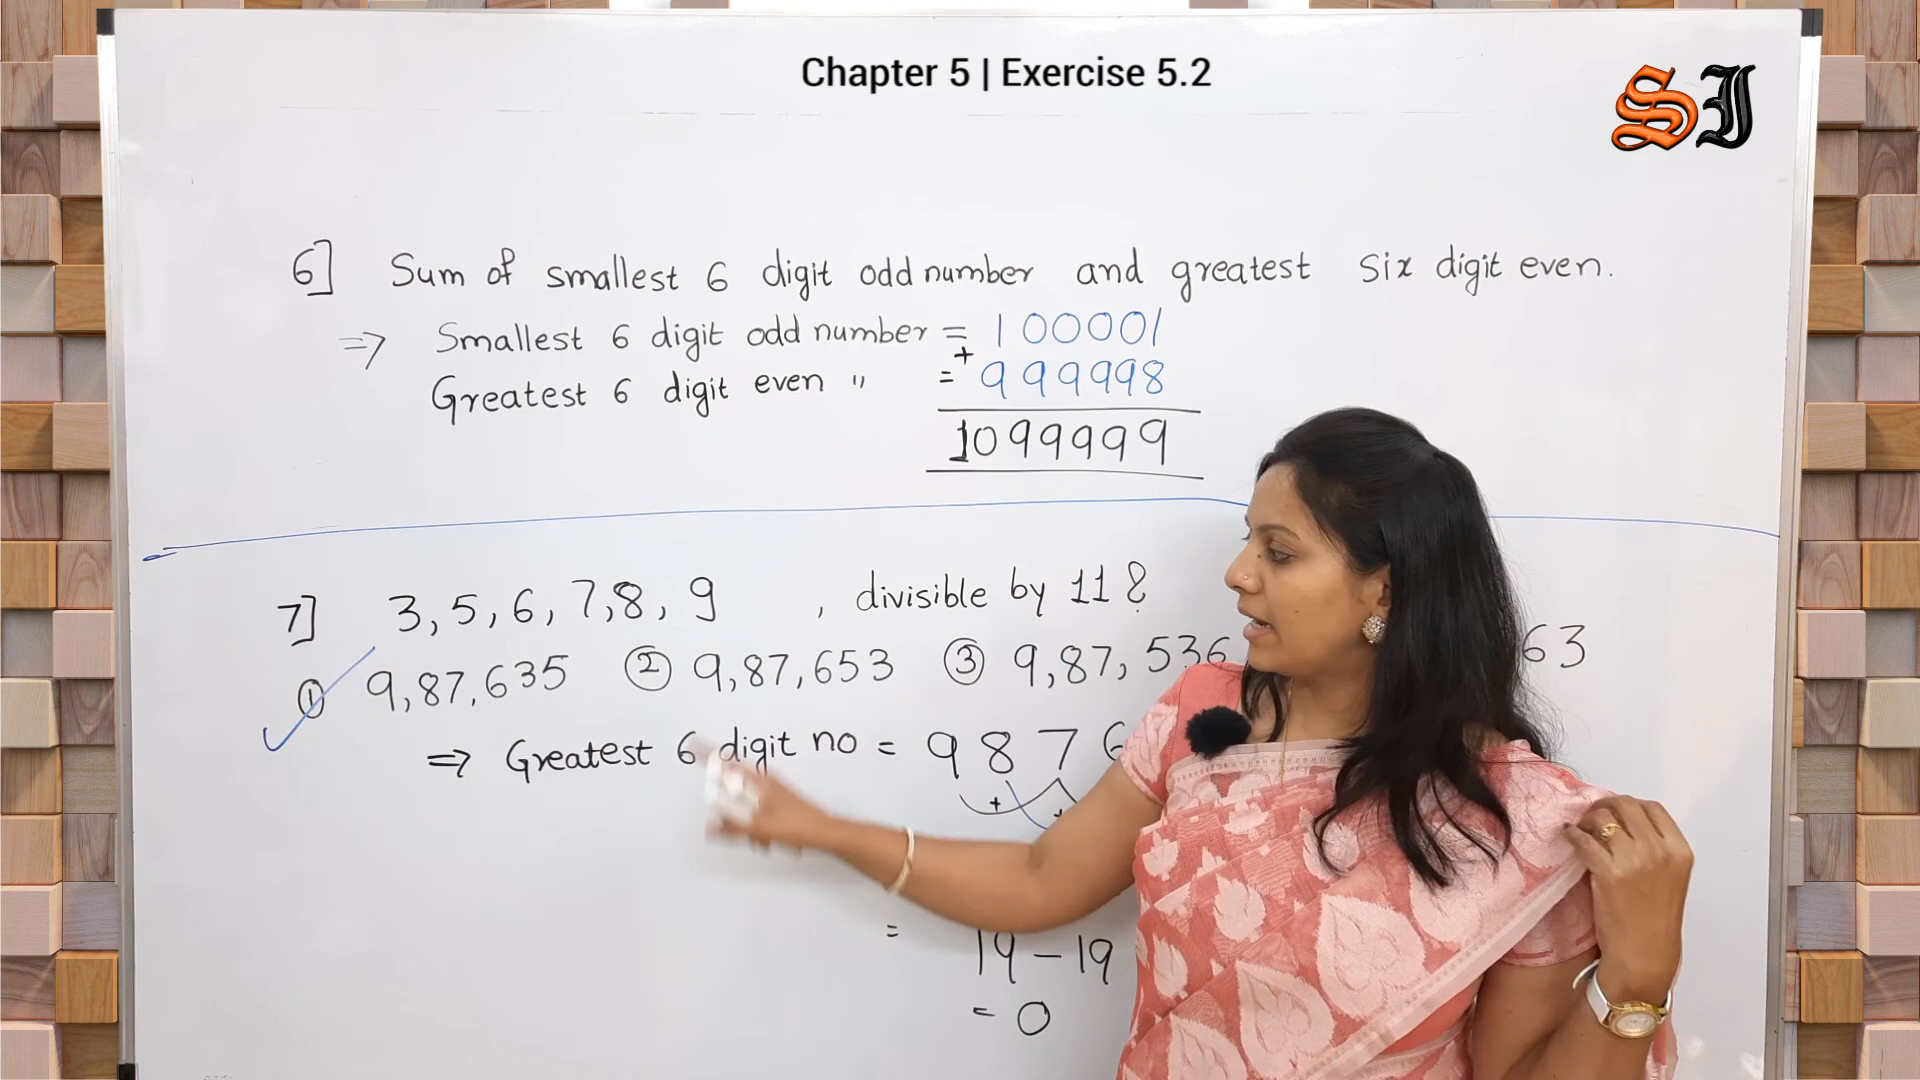 Chapter 5 | Exercise 5.2
SI
6] Sum of smallest 6 digit odd number and greatest six digit even.
⇒ Smallest 6 digit odd number = 100001
+
Greatest 6 digit even " = 999998
1099999
7] 3, 5, 6, 7, 8, 9 , divisible by 11?
① 9,87,635 ② 9,87,653 ③ 9,87,536 63
⇒ Greatest 6 digit no = 9 8 7 6
+
= 19 - 19
= 0